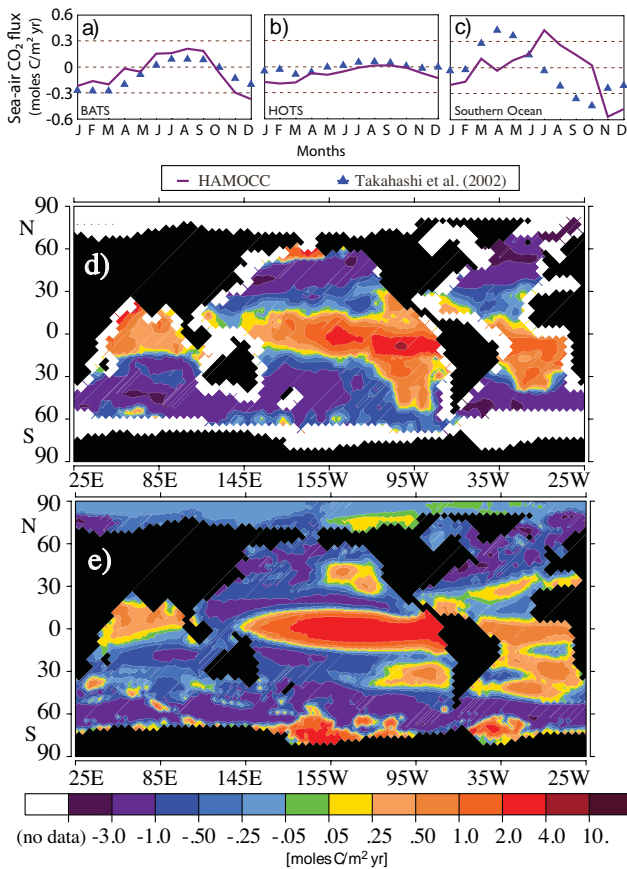 a)
b)
c)
Sea-air CO2 flux
(moles C/m² yr)
0.6
0.3
0
-0.3
-0.6
BATS
HOTS
Southern Ocean
J F M A M J J A S O N D
J F M A M J J A S O N D
J F M A M J J A S O N D
Months
HAMOCC
Takahashi et al. (2002)
d)
90
N
60
30
0
30
60
S
90
25E 85E 145E 155W 95W 35W 25W
e)
90
N
60
30
0
30
60
S
90
25E 85E 145E 155W 95W 35W 25W
(no data) -3.0 -1.0 -.50 -.25 -.05 .05 .25 .50 1.0 2.0 4.0 10.
[moles C/m² yr]